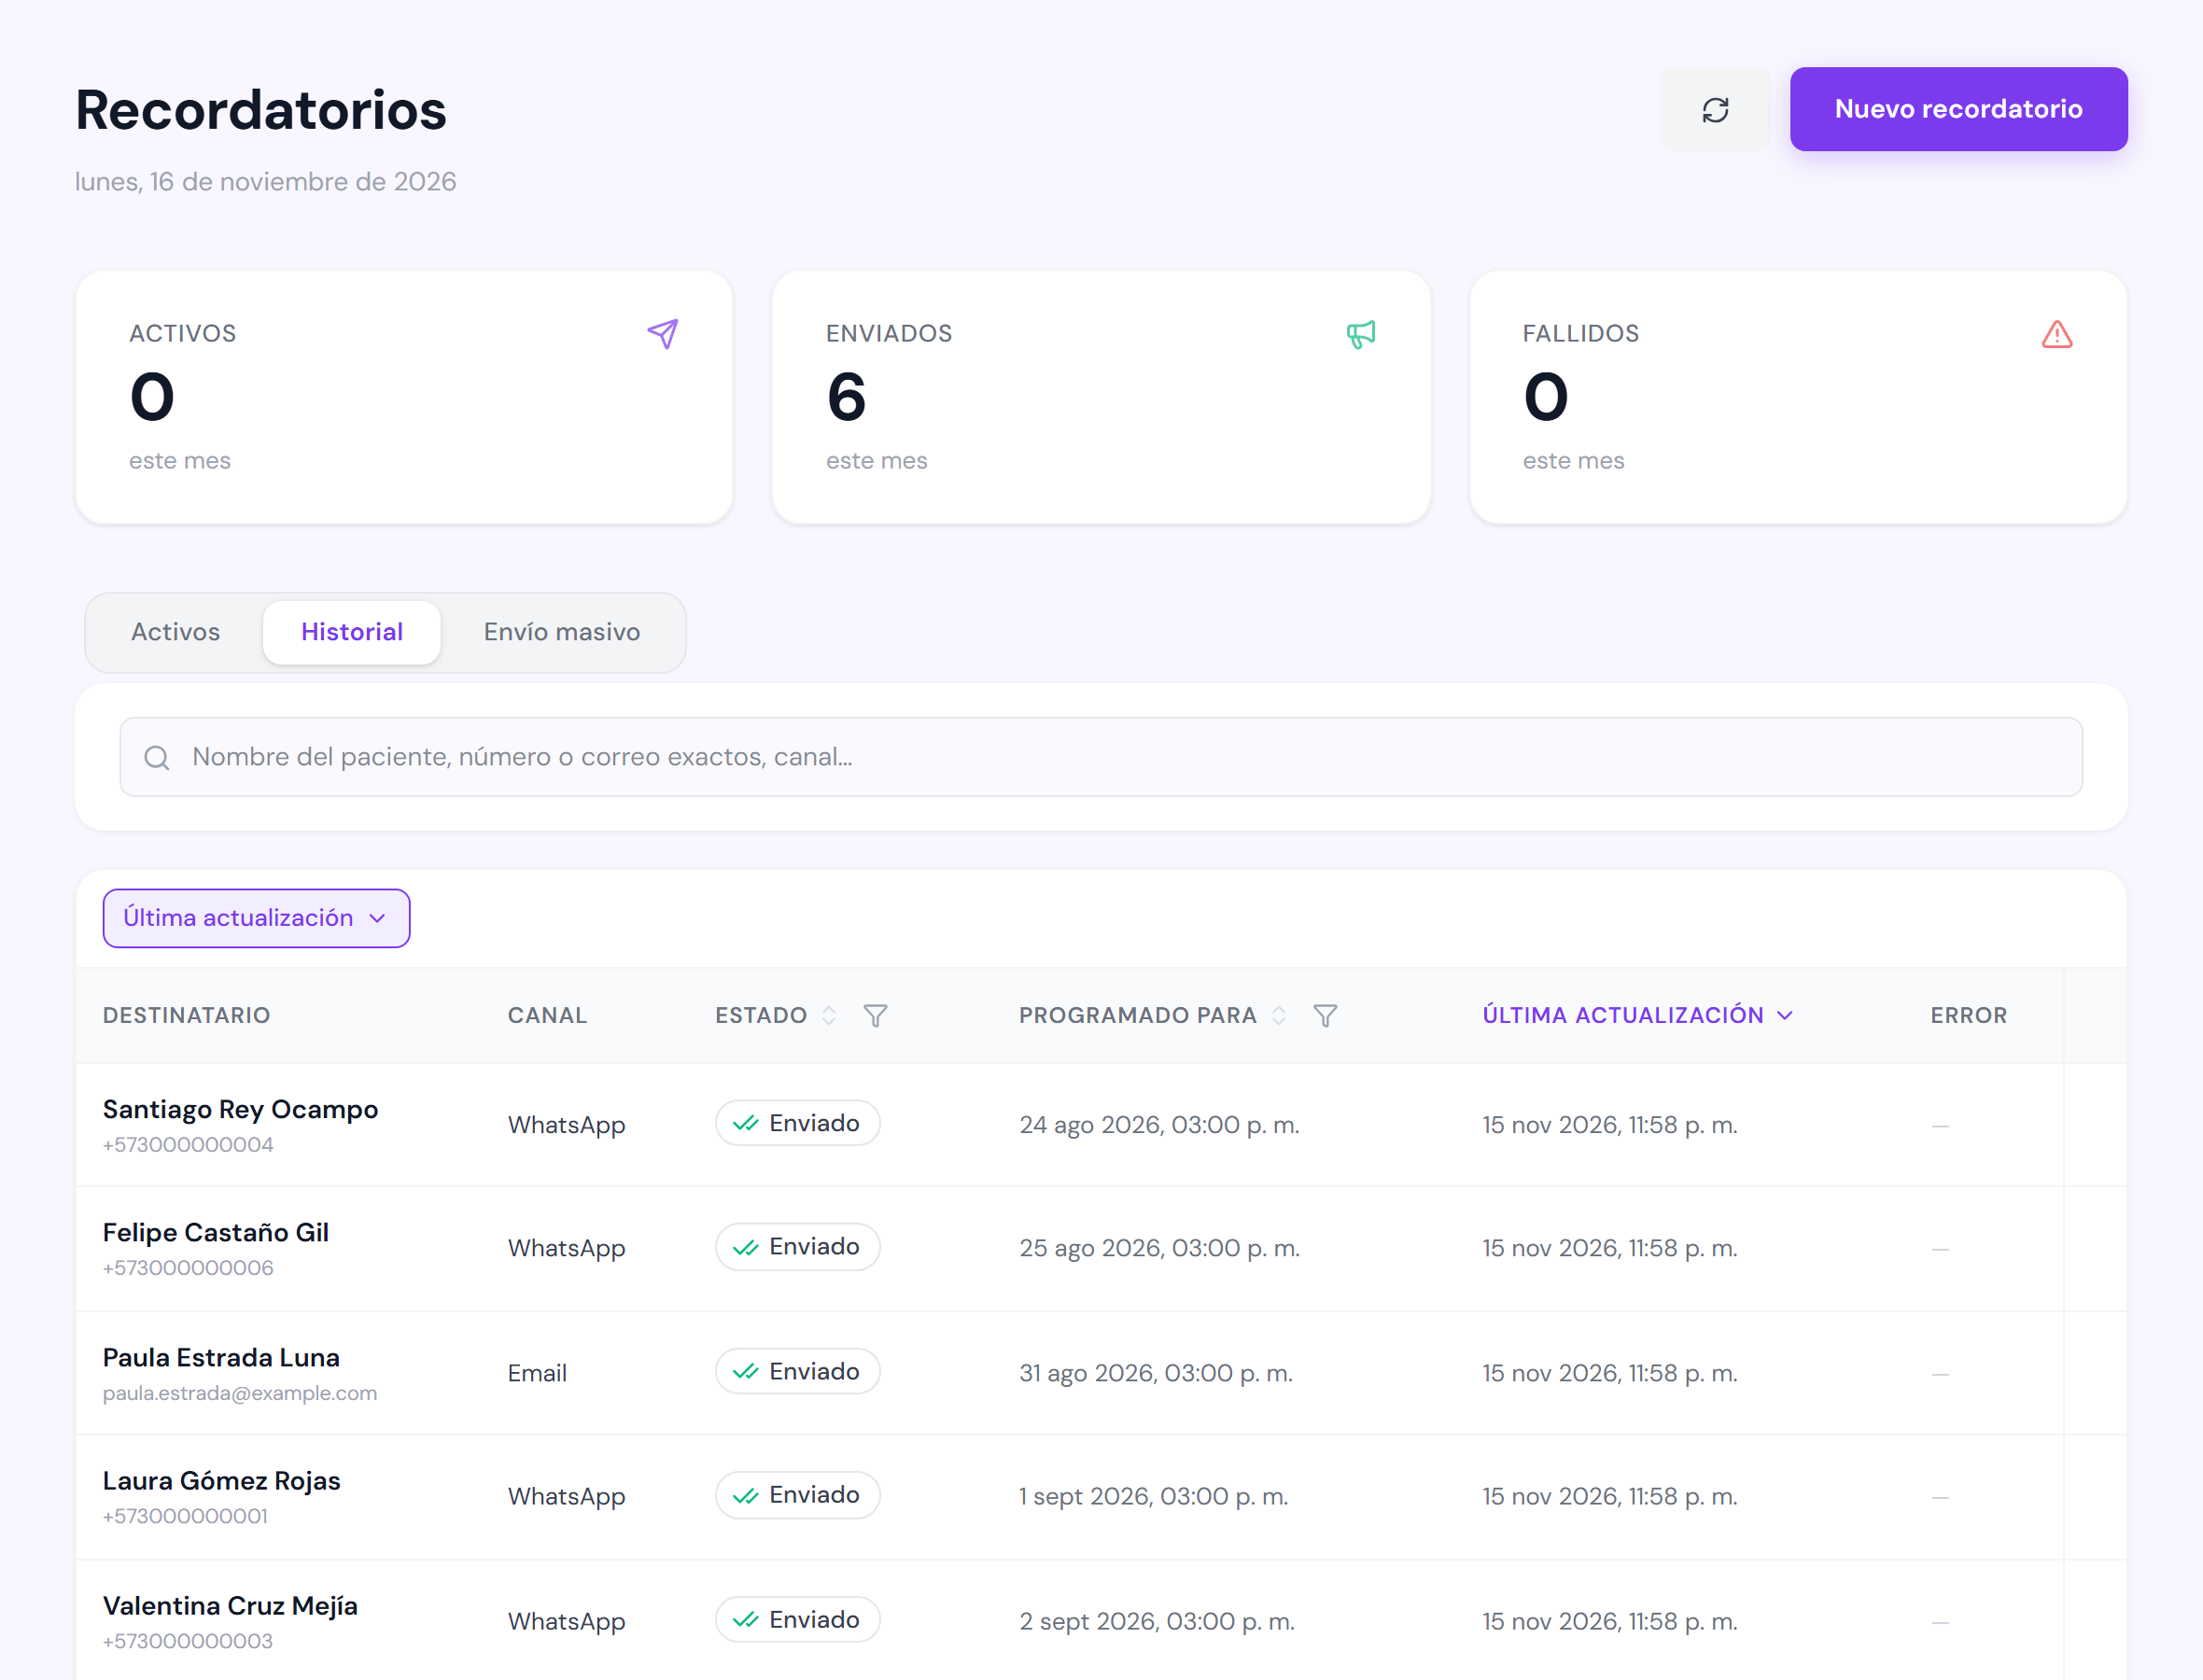 Recordatorios
lunes, 16 de noviembre de 2026
Nuevo recordatorio
ACTIVOS
0
este mes
ENVIADOS
6
este mes
FALLIDOS
0
este mes
Activos Historial Envío masivo
Nombre del paciente, número o correo exactos, canal...
Última actualización
DESTINATARIO CANAL ESTADO PROGRAMADO PARA ÚLTIMA ACTUALIZACIÓN ERROR
Santiago Rey Ocampo
+573000000004
WhatsApp Enviado 24 ago 2026, 03:00 p. m. 15 nov 2026, 11:58 p. m. —
Felipe Castaño Gil
+573000000006
WhatsApp Enviado 25 ago 2026, 03:00 p. m. 15 nov 2026, 11:58 p. m. —
Paula Estrada Luna
paula.estrada@example.com
Email Enviado 31 ago 2026, 03:00 p. m. 15 nov 2026, 11:58 p. m. —
Laura Gómez Rojas
+573000000001
WhatsApp Enviado 1 sept 2026, 03:00 p. m. 15 nov 2026, 11:58 p. m. —
Valentina Cruz Mejía
+573000000003
WhatsApp Enviado 2 sept 2026, 03:00 p. m. 15 nov 2026, 11:58 p. m. —